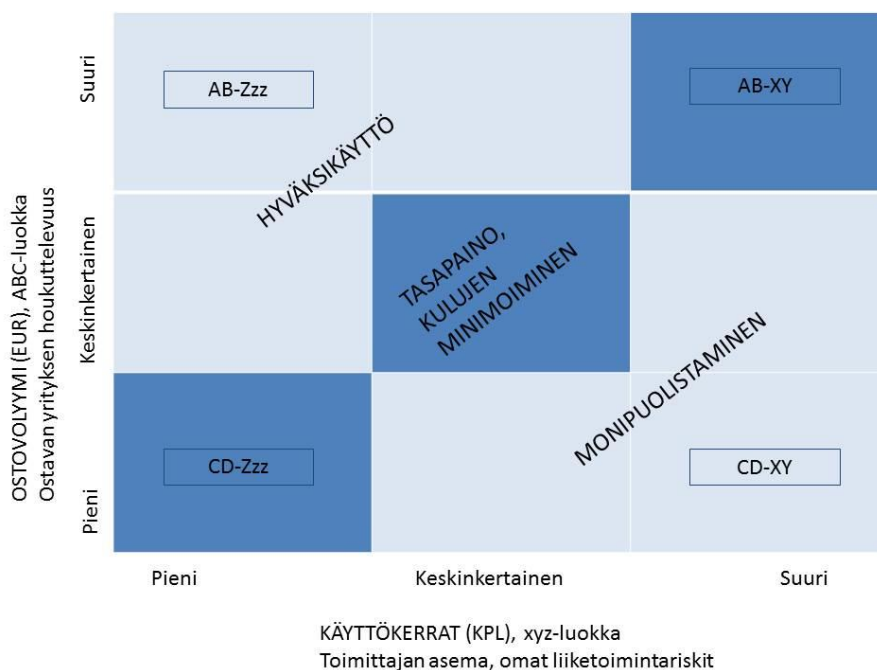 OSTOVOLYYMI (EUR), ABC-luokka
Ostavan yrityksen houkuttelevuus
Suuri
Keskinkertainen
Pieni
AB-Zzz
AB-XY
HYVÄKSIKÄYTTÖ
TASAPAINO,
KULUJEN
MINIMOIMINEN
MONIPUOLISTAMINEN
CD-Zzz
CD-XY
Pieni
Keskinkertainen
Suuri
KÄYTTÖKERRAT (KPL), xyz-luokka
Toimittajan asema, omat liiketoimintariskit